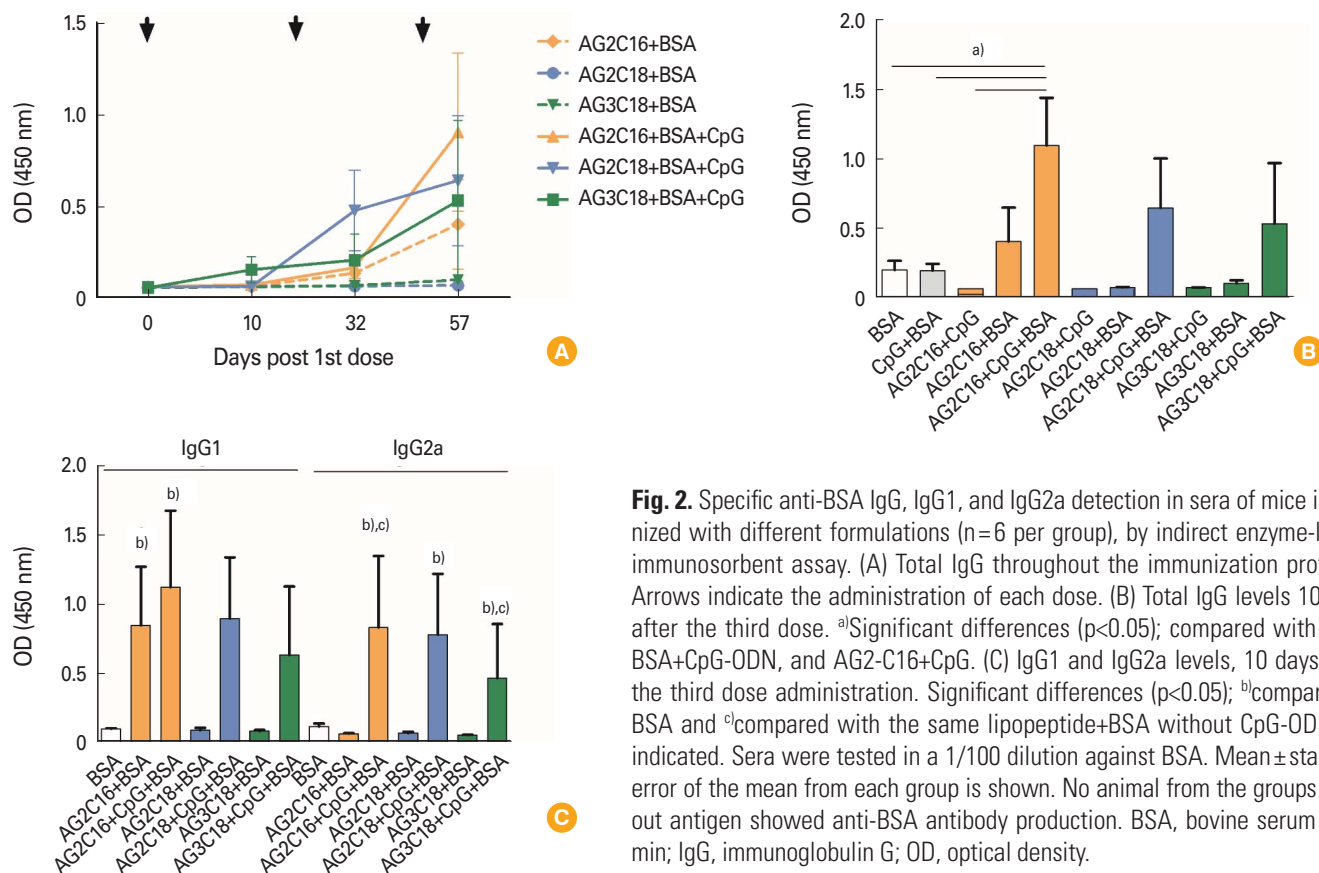 1.5
1.0
0.5
0
OD (450 nm)
0 10 32 57
Days post 1st dose
AG2C16+BSA
AG2C18+BSA
AG3C18+BSA
AG2C16+BSA+CpG
AG2C18+BSA+CpG
AG3C18+BSA+CpG
A
2.0
1.5
1.0
0.5
0
OD (450 nm)
a)
BSA
CpG+BSA
AG2C16+CpG
AG2C16+BSA
AG2C16+CpG+BSA
AG2C18+CpG
AG2C18+BSA
AG2C18+CpG+BSA
AG3C18+CpG
AG3C18+BSA
AG3C18+CpG+BSA
B
IgG1 IgG2a
2.0
1.5
1.0
0.5
0
OD (450 nm)
b)
b)
b),c)
b)
b),c)
BSA
AG2C16+BSA
AG2C16+CpG+BSA
AG2C18+BSA
AG2C18+CpG+BSA
AG3C18+BSA
AG3C18+CpG+BSA
BSA
AG2C16+BSA
AG2C16+CpG+BSA
AG2C18+BSA
AG2C18+CpG+BSA
AG3C18+BSA
AG3C18+CpG+BSA
C
Fig. 2. Specific anti-BSA IgG, IgG1, and IgG2a detection in sera of mice i
nized with different formulations (n=6 per group), by indirect enzyme-l
immunosorbent assay. (A) Total IgG throughout the immunization prot
Arrows indicate the administration of each dose. (B) Total IgG levels 10
after the third dose. a)Significant differences (p<0.05); compared with
BSA+CpG-ODN, and AG2-C16+CpG. (C) IgG1 and IgG2a levels, 10 days
the third dose administration. Significant differences (p<0.05); b)compar
BSA and c)compared with the same lipopeptide+BSA without CpG-OD
indicated. Sera were tested in a 1/100 dilution against BSA. Mean±sta
error of the mean from each group is shown. No animal from the groups
out antigen showed anti-BSA antibody production. BSA, bovine serum
min; IgG, immunoglobulin G; OD, optical density.